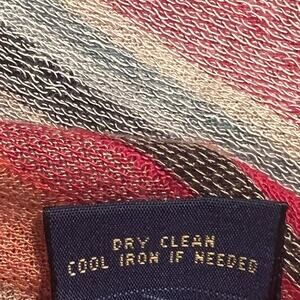 DRY CLEAN
COOL IRON IF NEEDED